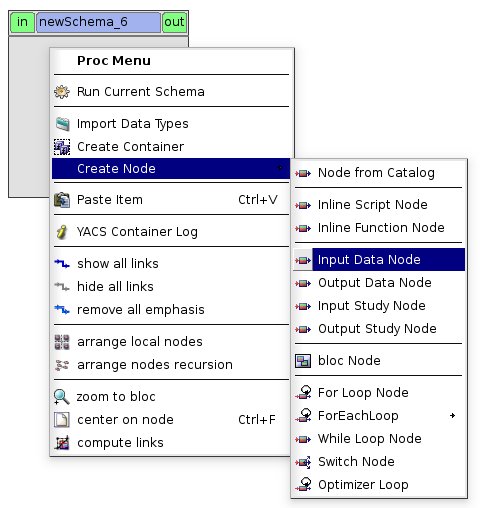 in newSchema_6 out
Proc Menu
Run Current Schema
Import Data Types
Create Container
Create Node
Paste Item Ctrl+V
YACS Container Log
show all links
hide all links
remove all emphasis
arrange local nodes
arrange nodes recursion
zoom to bloc
center on node Ctrl+F
compute links
Node from Catalog
Inline Script Node
Inline Function Node
Input Data Node
Output Data Node
Input Study Node
Output Study Node
bloc Node
For Loop Node
ForEachLoop
While Loop Node
Switch Node
Optimizer Loop